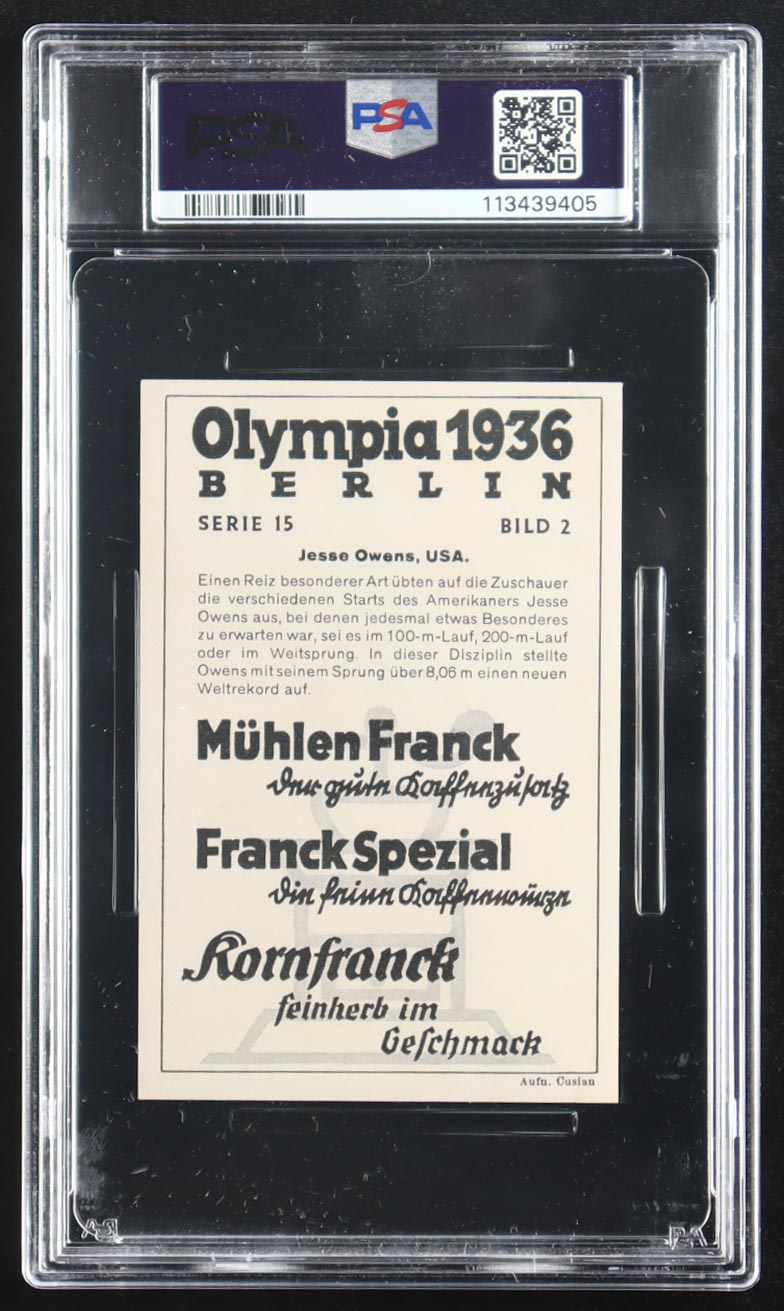 PSA
PSA
113439405
Olympia 1936
BERLIN
SERIE 15 BILD 2
Jesse Owens, USA.
Einen Reiz besonderer Art übten auf die Zuschauer
die verschiedenen Starts des Amerikaners Jesse
Owens aus, bei denen jedesmal etwas Besonderes
zu erwarten war, sei es im 100-m-Lauf, 200-m-Lauf
oder im Weitsprung. In dieser Disziplin stellte
Owens mit seinem Sprung über 8,06 m einen neuen
Weltrekord auf.
Mühlen Franck
der gute Kaffeezusatz
Franck Spezial
die feine Kaffeewürze
Kornfranck
feinherb im
Geſchmack
Aufn. Cusian
PSA
PSA